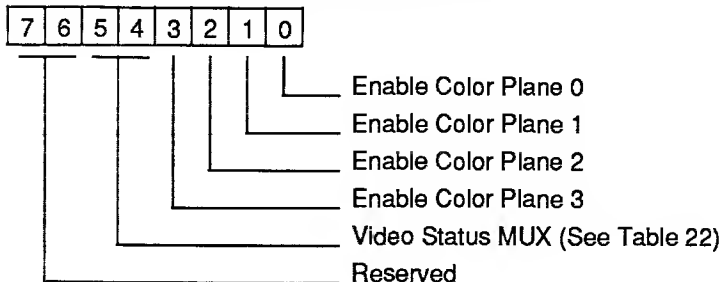 7 6 5 4 3 2 1 0
Enable Color Plane 0
Enable Color Plane 1
Enable Color Plane 2
Enable Color Plane 3
Video Status MUX (See Table 22)
Reserved